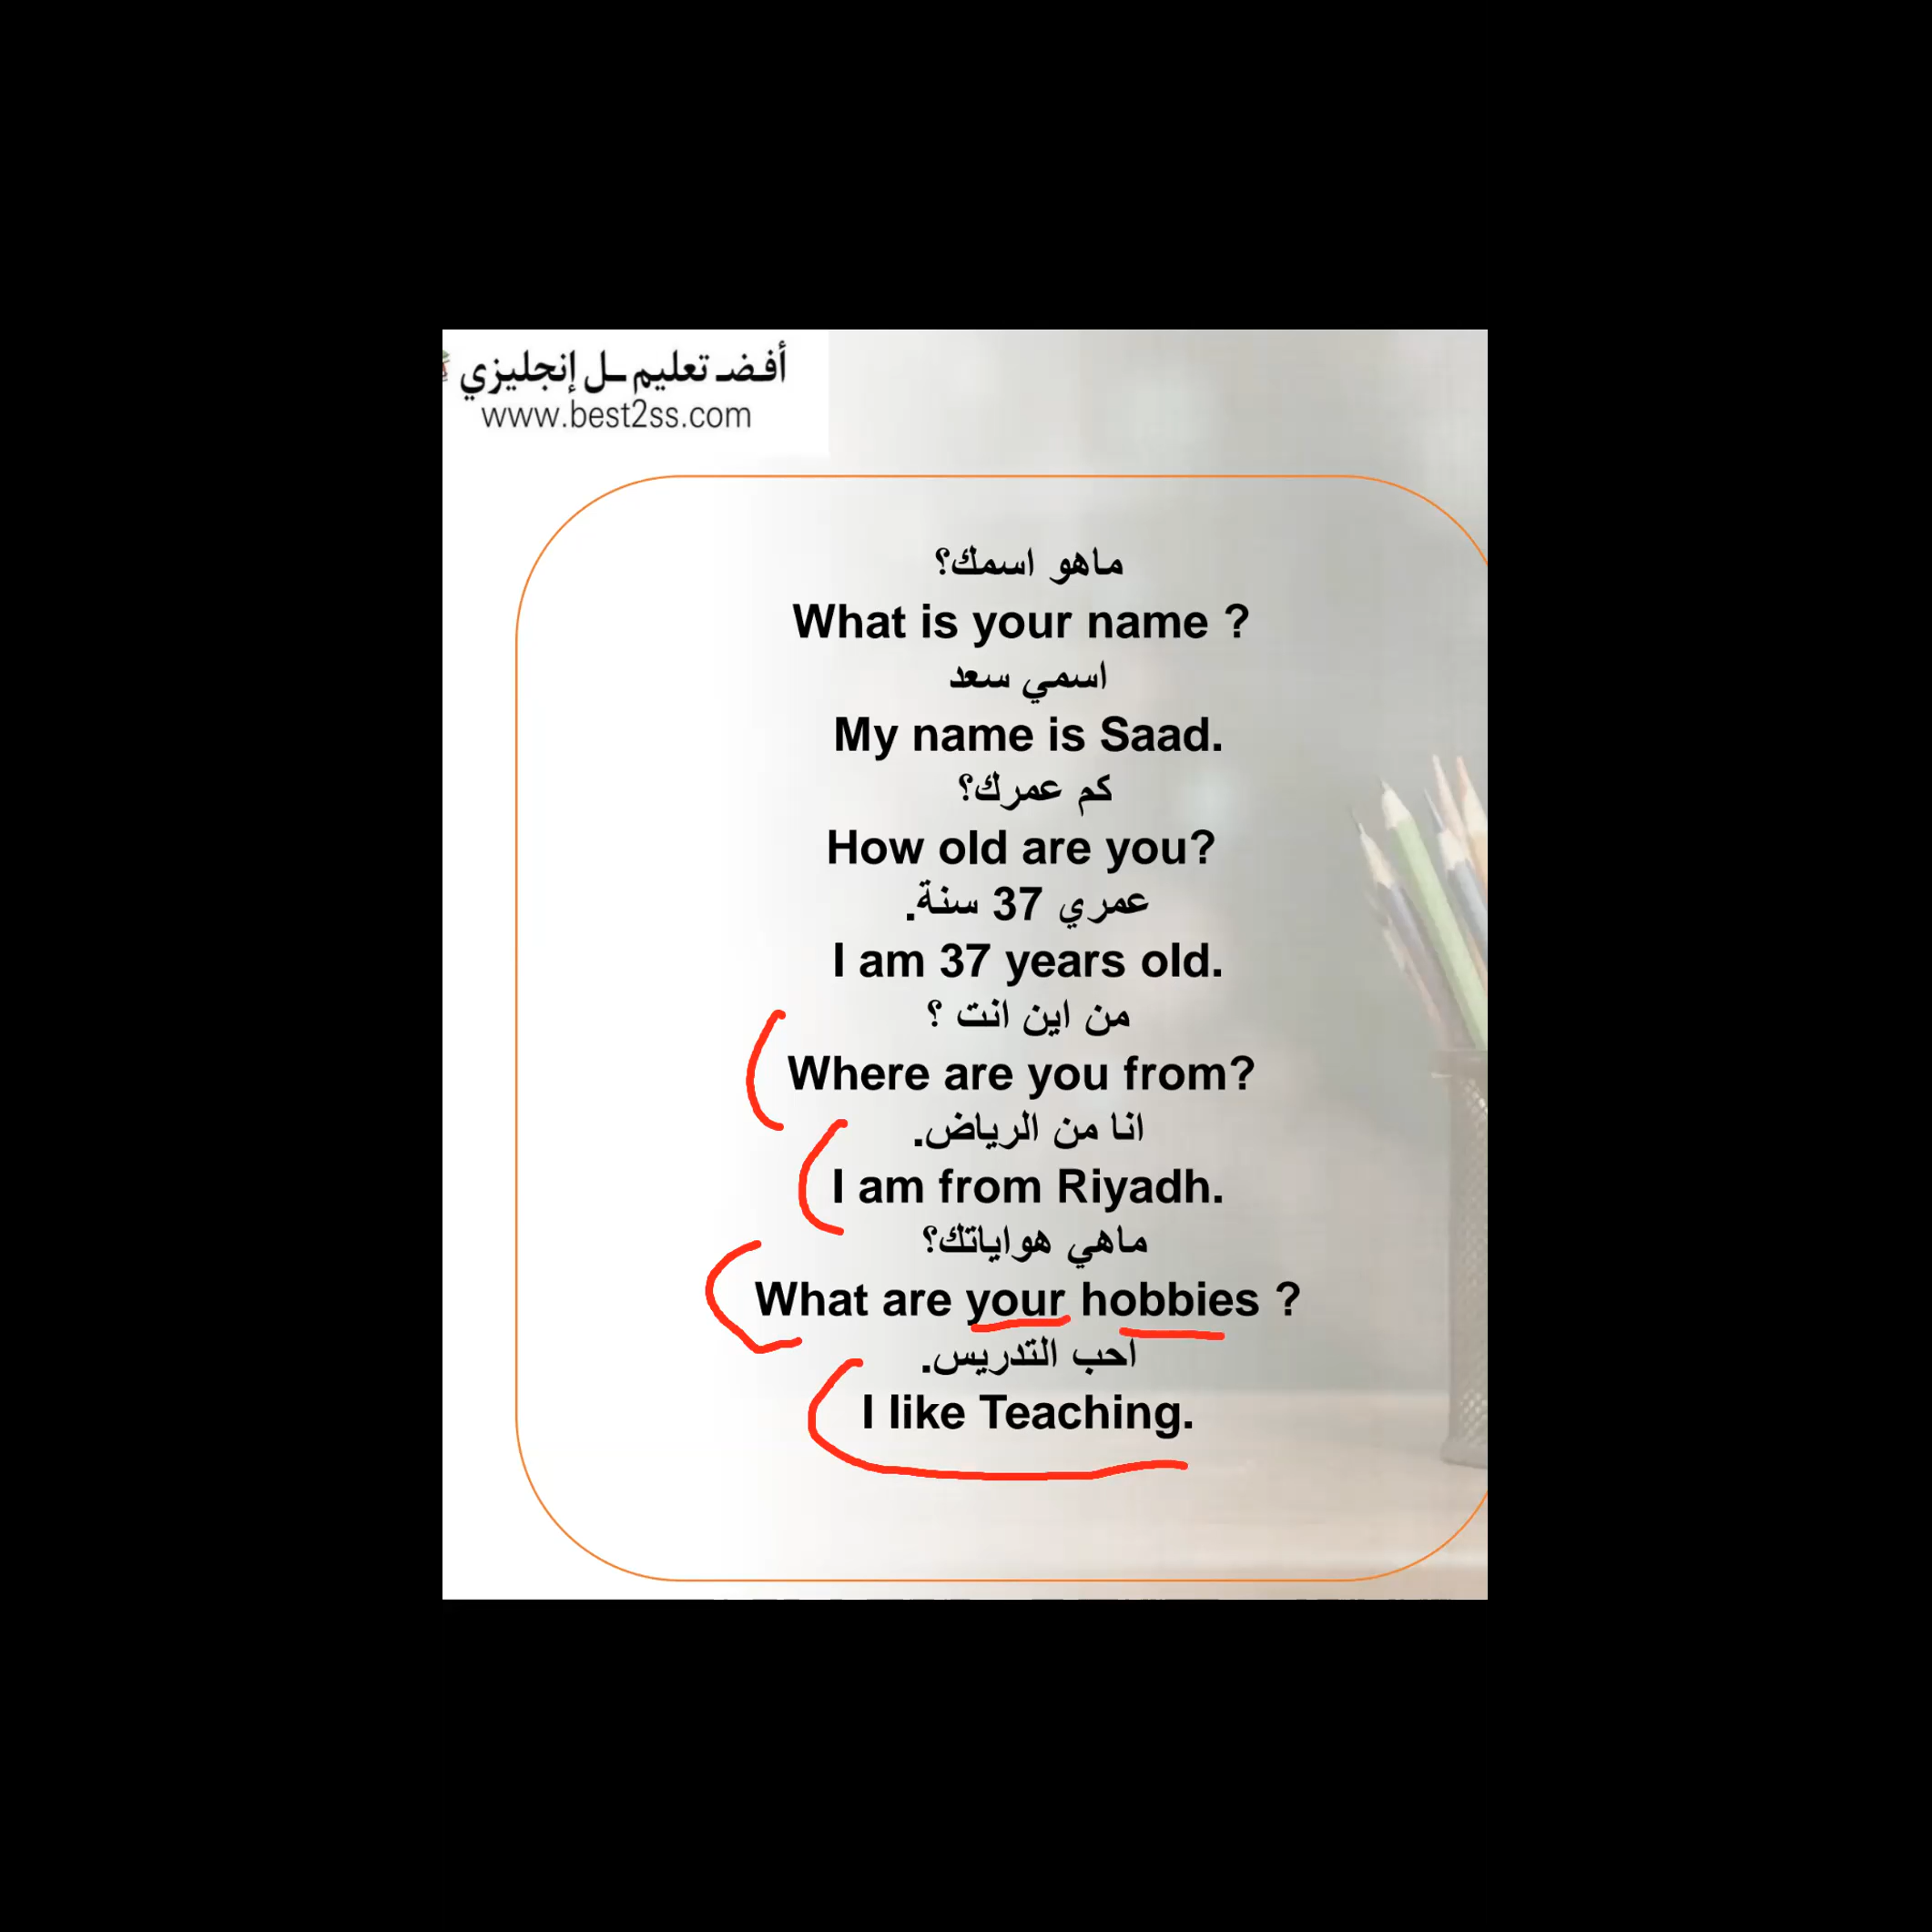 أفضـ تعليم ـل إنجليزي
www.best2ss.com
ماهو اسمك؟
What is your name ?
اسمي سعد
My name is Saad.
كم عمرك؟
How old are you?
عمري 37 سنة.
I am 37 years old.
من اين انت ؟
Where are you from?
انا من الرياض.
I am from Riyadh.
ماهي هواياتك؟
What are your hobbies ?
احب التدريس.
I like Teaching.